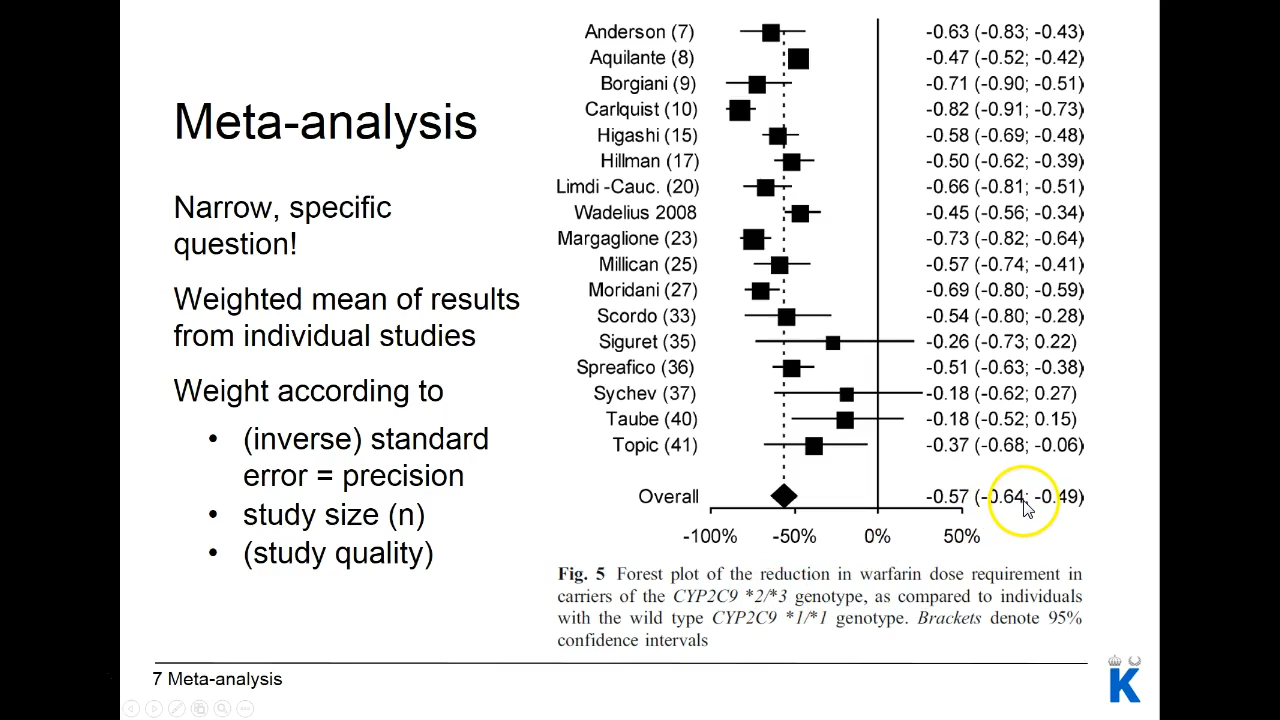 Meta-analysis
Narrow, specific
question!
Weighted mean of results
from individual studies
Weight according to
• (inverse) standard
error = precision
• study size (n)
• (study quality)
Anderson (7) -0.63 (-0.83; -0.43)
Aquilante (8) -0.47 (-0.52; -0.42)
Borgiani (9) -0.71 (-0.90; -0.51)
Carlquist (10) -0.82 (-0.91; -0.73)
Higashi (15) -0.58 (-0.69; -0.48)
Hillman (17) -0.50 (-0.62; -0.39)
Limdi -Cauc. (20) -0.66 (-0.81; -0.51)
Wadelius 2008 -0.45 (-0.56; -0.34)
Margaglione (23) -0.73 (-0.82; -0.64)
Millican (25) -0.57 (-0.74; -0.41)
Moridani (27) -0.69 (-0.80; -0.59)
Scordo (33) -0.54 (-0.80; -0.28)
Siguret (35) -0.26 (-0.73; 0.22)
Spreafico (36) -0.51 (-0.63; -0.38)
Sychev (37) -0.18 (-0.62; 0.27)
Taube (40) -0.18 (-0.52; 0.15)
Topic (41) -0.37 (-0.68; -0.06)
Overall -0.57 (-0.64; -0.49)
-100% -50% 0% 50%
Fig. 5 Forest plot of the reduction in warfarin dose requirement in
carriers of the CYP2C9 *2/*3 genotype, as compared to individuals
with the wild type CYP2C9 *1/*1 genotype. Brackets denote 95%
confidence intervals
7 Meta-analysis
K